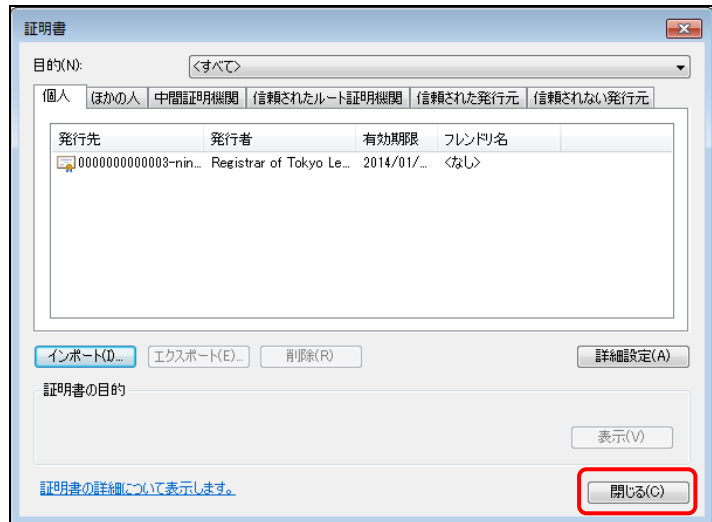 証明書
目的(N):
<すべて>
個人 ほかの人 中間証明機関 信頼されたルート証明機関 信頼された発行元 信頼されない発行元
発行先 発行者 有効期限 フレンドリ名
0000000000003-nin... Registrar of Tokyo Le... 2014/01/... <なし>
インポート(I)... エクスポート(E)... 削除(R) 詳細設定(A)
証明書の目的
表示(V)
証明書の詳細について表示します。
閉じる(C)